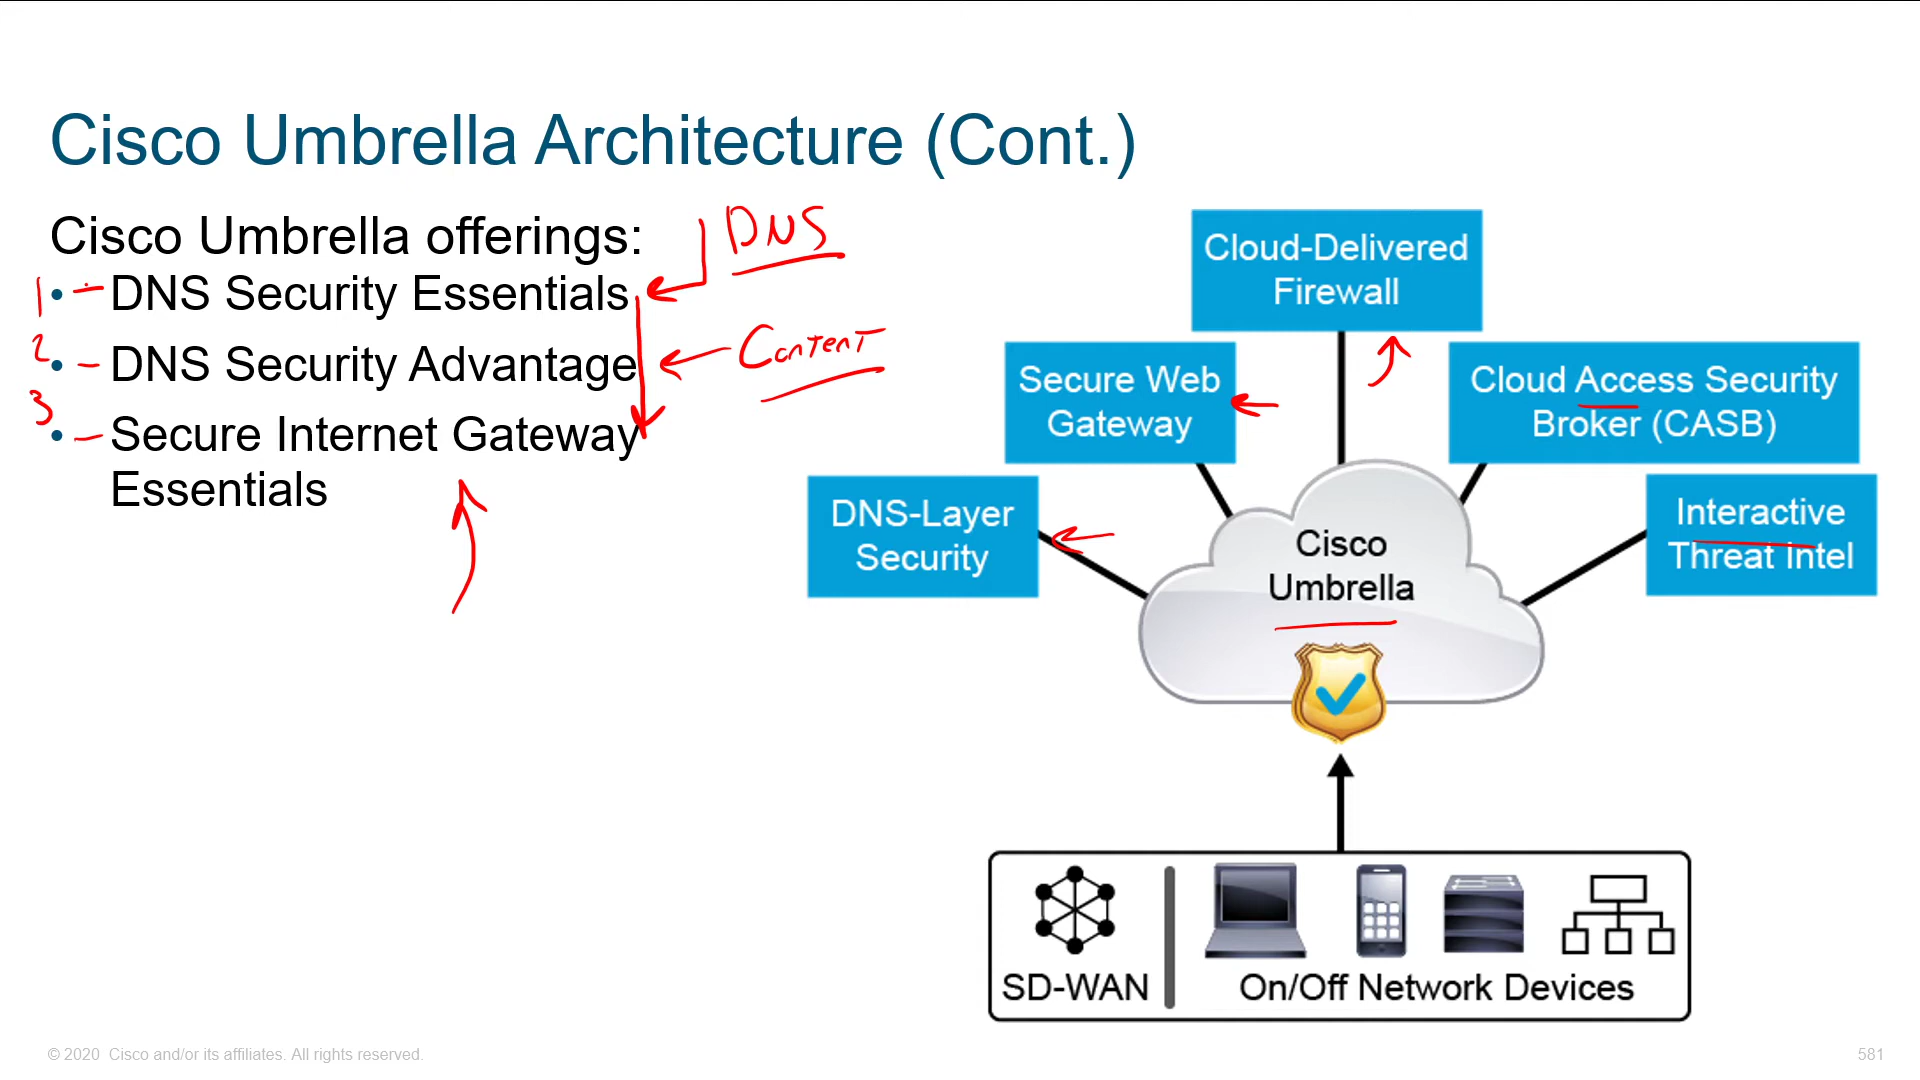 Cisco Umbrella Architecture (Cont.)
Cisco Umbrella offerings:
DNS
1 • DNS Security Essentials
2 • DNS Security Advantage
Content
3 • Secure Internet Gateway
Essentials
Cloud-Delivered
Firewall
Secure Web
Gateway
Cloud Access Security
Broker (CASB)
DNS-Layer
Security
Interactive
Threat Intel
Cisco
Umbrella
SD-WAN
On/Off Network Devices
© 2020 Cisco and/or its affiliates. All rights reserved.
581